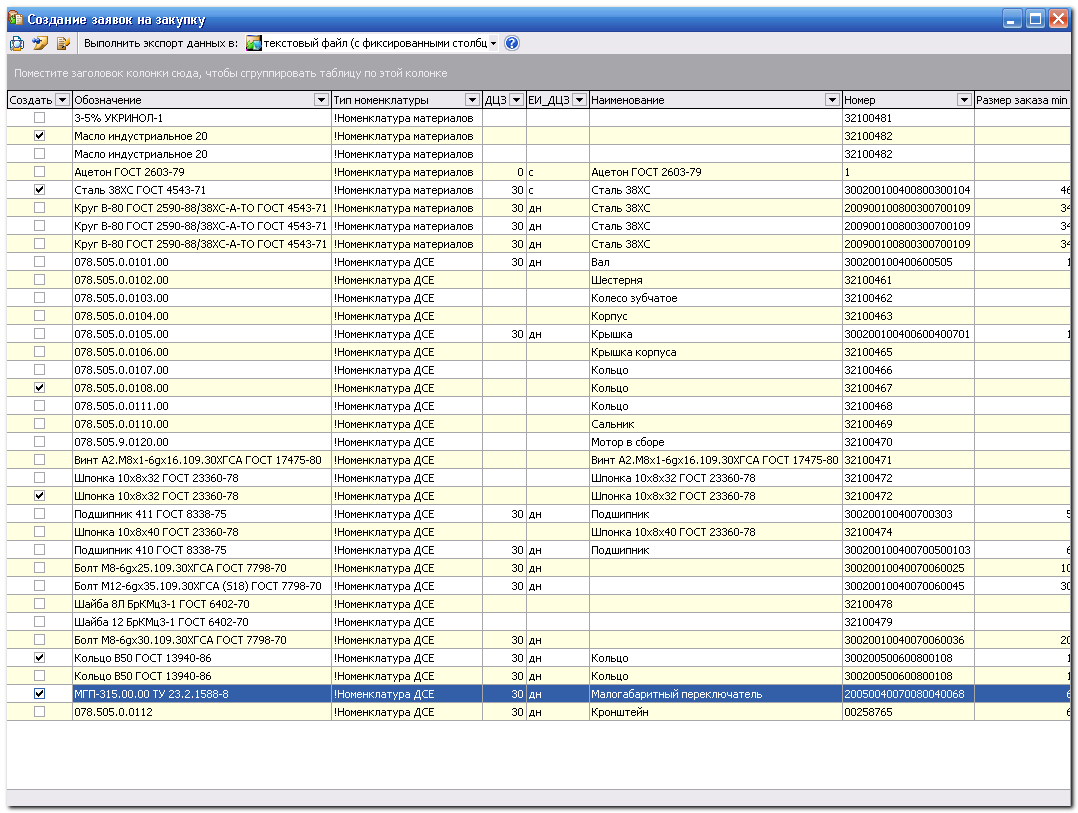 Создание заявок на закупку
Выполнить экспорт данных в: текстовый файл (с фиксированными столбц
Поместите заголовок колонки сюда, чтобы сгруппировать таблицу по этой колонке
Создать Обозначение Тип номенклатуры ДЦЗ ЕИ_ДЦЗ Наименование Номер Размер заказа min
3-5% УКРИНОЛ-1 !Номенклатура материалов 32100481
Масло индустриальное 20 !Номенклатура материалов 32100482
Масло индустриальное 20 !Номенклатура материалов 32100482
Ацетон ГОСТ 2603-79 !Номенклатура материалов 0 с Ацетон ГОСТ 2603-79 1
Сталь 38ХС ГОСТ 4543-71 !Номенклатура материалов 30 с Сталь 38ХС 300200100400800300104 46
Круг В-80 ГОСТ 2590-88/38ХС-А-ТО ГОСТ 4543-71 !Номенклатура материалов 30 дн Сталь 38ХС 200900100800300700109 34
Круг В-80 ГОСТ 2590-88/38ХС-А-ТО ГОСТ 4543-71 !Номенклатура материалов 30 дн Сталь 38ХС 200900100800300700109 34
Круг В-80 ГОСТ 2590-88/38ХС-А-ТО ГОСТ 4543-71 !Номенклатура материалов 30 дн Сталь 38ХС 200900100800300700109 34
078.505.0.0101.00 !Номенклатура ДСЕ 30 дн Вал 300200100400600505 1
078.505.0.0102.00 !Номенклатура ДСЕ Шестерня 32100461
078.505.0.0103.00 !Номенклатура ДСЕ Колесо зубчатое 32100462
078.505.0.0104.00 !Номенклатура ДСЕ Корпус 32100463
078.505.0.0105.00 !Номенклатура ДСЕ 30 дн Крышка 300200100400600400701 1
078.505.0.0106.00 !Номенклатура ДСЕ Крышка корпуса 32100465
078.505.0.0107.00 !Номенклатура ДСЕ Кольцо 32100466
078.505.0.0108.00 !Номенклатура ДСЕ Кольцо 32100467
078.505.0.0111.00 !Номенклатура ДСЕ Кольцо 32100468
078.505.0.0110.00 !Номенклатура ДСЕ Сальник 32100469
078.505.9.0120.00 !Номенклатура ДСЕ Мотор в сборе 32100470
Винт А2.М8х1-6gх16.109.30ХГСА ГОСТ 17475-80 !Номенклатура ДСЕ Винт А2.М8х1-6gх16.109.30ХГСА ГОСТ 17475-80 32100471
Шпонка 10х8х32 ГОСТ 23360-78 !Номенклатура ДСЕ Шпонка 10х8х32 ГОСТ 23360-78 32100472
Шпонка 10х8х32 ГОСТ 23360-78 !Номенклатура ДСЕ Шпонка 10х8х32 ГОСТ 23360-78 32100472
Подшипник 411 ГОСТ 8338-75 !Номенклатура ДСЕ 30 дн Подшипник 300200100400700303 5
Шпонка 10х8х40 ГОСТ 23360-78 !Номенклатура ДСЕ Шпонка 10х8х40 ГОСТ 23360-78 32100474
Подшипник 410 ГОСТ 8338-75 !Номенклатура ДСЕ 30 дн Подшипник 300200100400700500103 6
Болт М8-6gх25.109.30ХГСА ГОСТ 7798-70 !Номенклатура ДСЕ 30 дн 30020010040070060025 10
Болт М12-6gх35.109.30ХГСА (S18) ГОСТ 7798-70 !Номенклатура ДСЕ 30 дн 30020010040070060045 30
Шайба 8Л БрКМц3-1 ГОСТ 6402-70 !Номенклатура ДСЕ 32100478
Шайба 12 БрКМц3-1 ГОСТ 6402-70 !Номенклатура ДСЕ 32100479
Болт М8-6gх30.109.30ХГСА ГОСТ 7798-70 !Номенклатура ДСЕ 30 дн 30020010040070060036 20
Кольцо В50 ГОСТ 13940-86 !Номенклатура ДСЕ 30 дн Кольцо 300200500600800108 1
Кольцо В50 ГОСТ 13940-86 !Номенклатура ДСЕ 30 дн Кольцо 300200500600800108 1
МГП-315.00.00 ТУ 23.2.1588-8 !Номенклатура ДСЕ 30 дн Малогабаритный переключатель 20050040070080040068 6
078.505.0.0112 !Номенклатура ДСЕ 30 дн Кронштейн 00258765 6